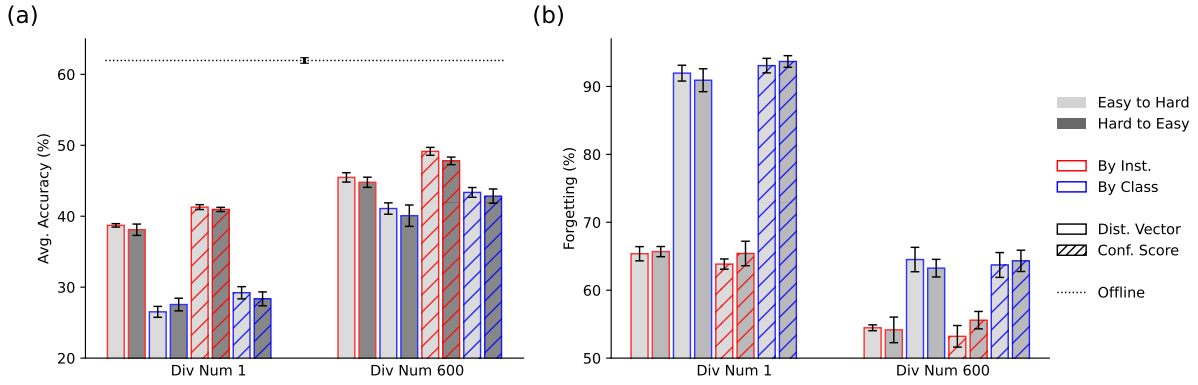 (a)
Avg. Accuracy (%)
60
50
40
30
20
Div Num 1
Div Num 600
(b)
Forgetting (%)
90
80
70
60
50
Div Num 1
Div Num 600
Easy to Hard
Hard to Easy
By Inst.
By Class
Dist. Vector
Conf. Score
Offline